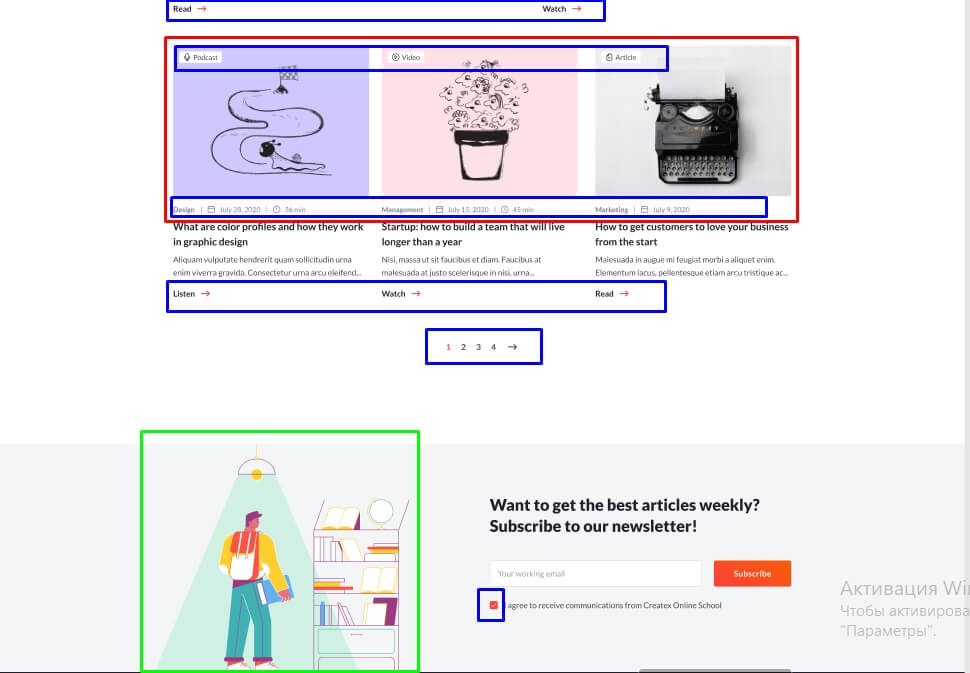 Read → Watch →
Podcast Video Article
Design | July 28, 2020 | 36 min Management | July 15, 2020 | 45 min Marketing | July 9, 2020
What are color profiles and how they work
in graphic design
Aliquam vulputate hendrerit quam sollicitudin urna
enim viverra gravida. Consectetur urna arcu eleifend...
Listen →
Startup: how to build a team that will live
longer than a year
Nisi, massa ut sit faucibus et diam. Faucibus at
malesuada at justo scelerisque in nisi, urna...
Watch →
How to get customers to love your business
from the start
Malesuada in augue mi feugiat morbi a aliquet enim.
Elementum lacus, pellentesque etiam arcu tristique ac...
Read →
1 2 3 4 →
Want to get the best articles weekly?
Subscribe to our newsletter!
Your working email Subscribe
I agree to receive communications from Createx Online School
Активация Wi
Чтобы активирова
"Параметры".